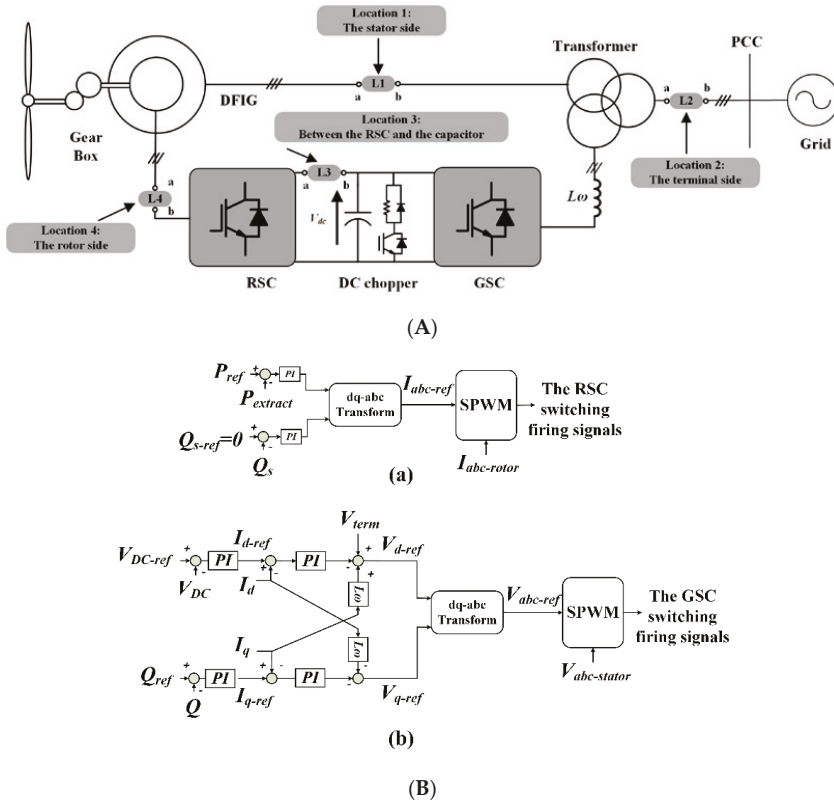 Location 1:
The stator side
Transformer
PCC
a
L1
b
a
L2
b
DFIG
Gear
Box
Location 3:
Between the RSC and the capacitor
Grid
Location 2:
The terminal side
a
L4
b
a
L3
b
Vdc
Lω
Location 4:
The rotor side
RSC
DC chopper
GSC
(A)
Pref
+
-
PI
Pextract
dq-abc
Transform
Iabc-ref
SPWM
The RSC
switching
firing signals
Qs-ref=0
+
-
PI
Qs
Iabc-rotor
(a)
Vterm
VDC-ref
+
-
PI
Id-ref
+
-
PI
-
+
+
Vd-ref
VDC
Id
Lω
dq-abc
Transform
Vabc-ref
SPWM
The GSC
switching
firing signals
Iq
Lω
Qref
+
-
PI
Iq-ref
+
-
PI
-
-
Vq-ref
Q
Vabc-stator
(b)
(B)